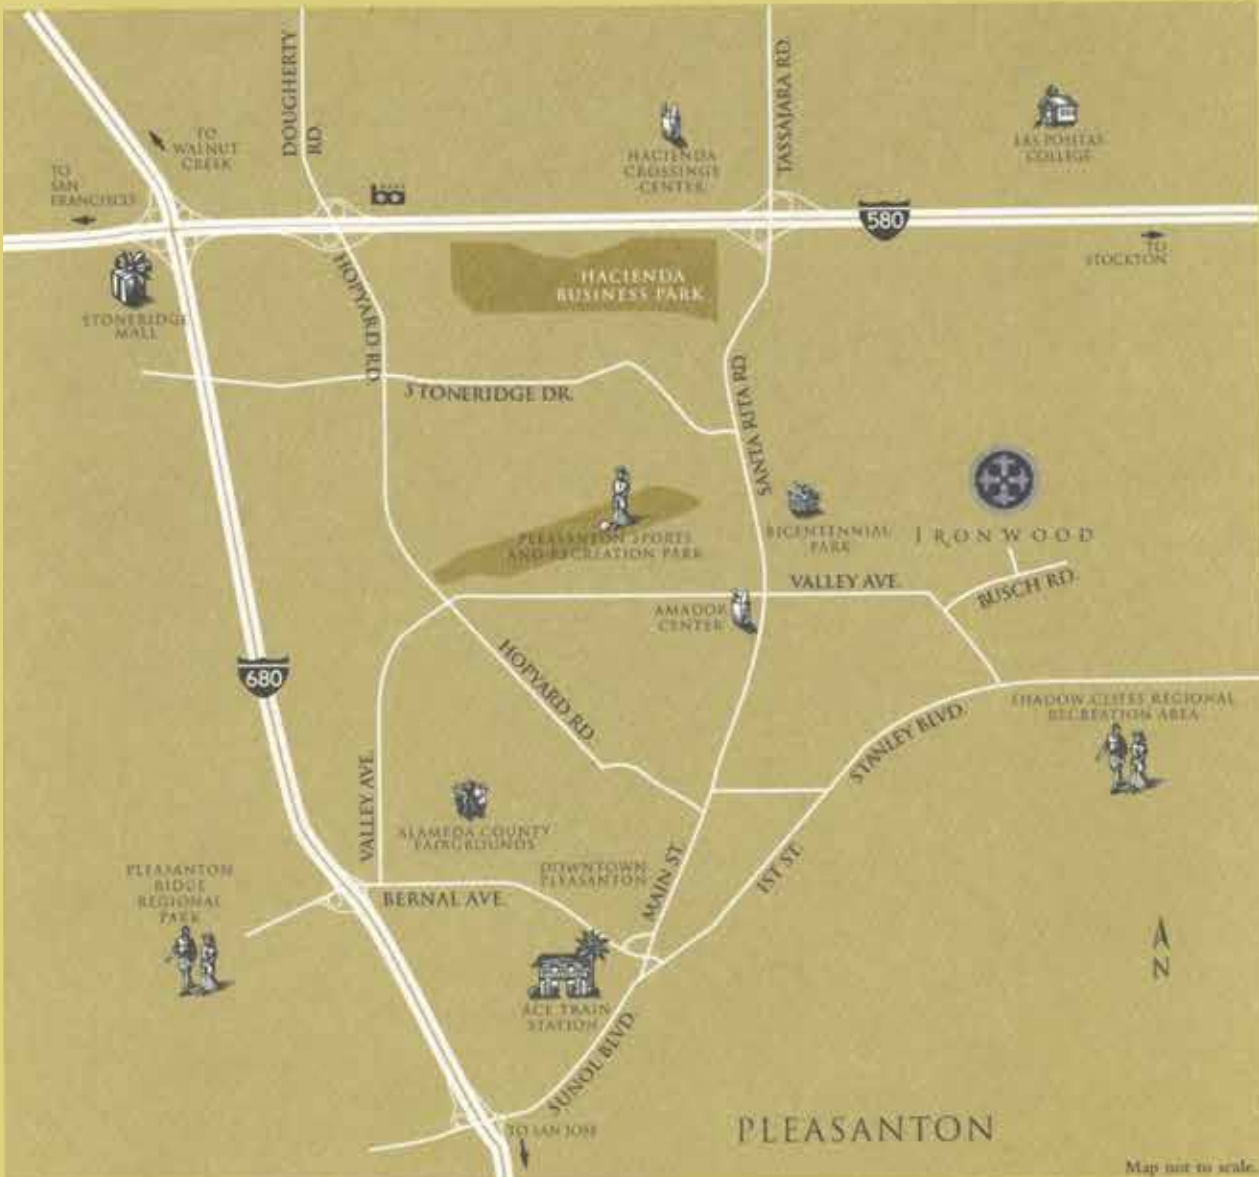 DOUGHERTY
RD.
TASSAJARA RD.
TO
WALNUT
CREEK
TO
SAN
FRANCISCO
HACIENDA
CROSSINGS
CENTER
LAS POSITAS
COLLEGE
580
TO
STOCKTON
STONERIDGE
MALL
HOPYARD RD.
HACIENDA
BUSINESS PARK
STONERIDGE DR.
SANTA RITA RD
BICENTENNIAL
PARK
IRONWOOD
PLEASANTON SPORTS
AND RECREATION PARK
VALLEY AVE.
BUSCH RD.
AMADOR
CENTER
680
HOPYARD RD.
SHADOW CLIFFS REGIONAL
RECREATION AREA
STANLEY BLVD.
VALLEY AVE.
ALAMEDA COUNTY
FAIRGROUNDS
DOWNTOWN
PLEASANTON
MAIN ST.
1ST ST.
PLEASANTON
RIDGE
REGIONAL
PARK
BERNAL AVE.
N
ACE TRAIN
STATION
SUNOL BLVD.
TO SAN JOSE
PLEASANTON
Map not to scale.